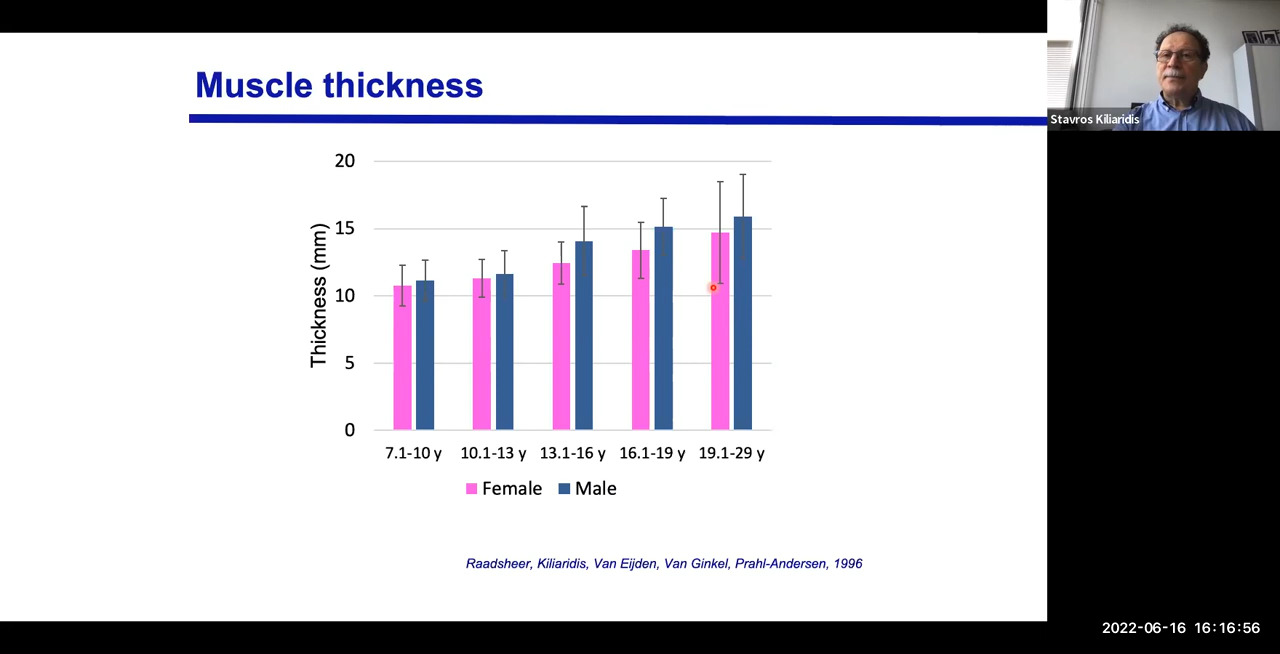 Muscle thickness
Stavros Kiliaridis
20
15
10
5
0
Thickness (mm)
7.1-10 y 10.1-13 y 13.1-16 y 16.1-19 y 19.1-29 y
Female Male
Raadsheer, Kiliaridis, Van Eijden, Van Ginkel, Prahl-Andersen, 1996
2022-06-16 16:16:56